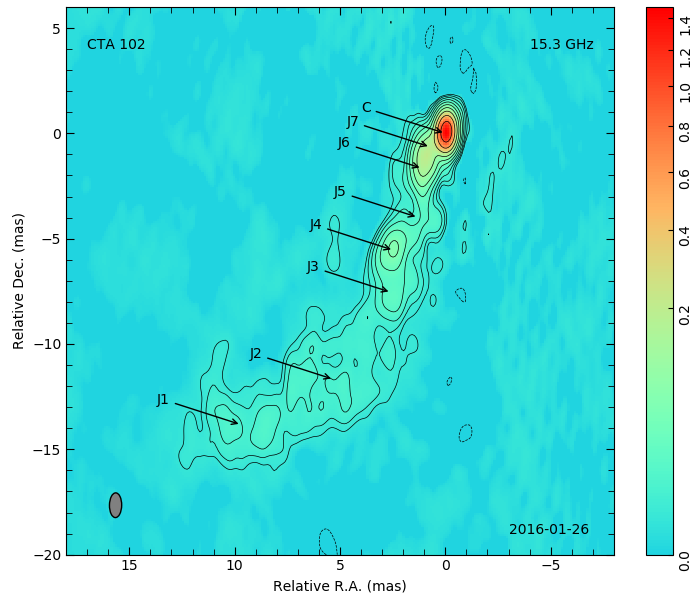 CTA 102
15.3 GHz
C
J7
J6
J5
J4
J3
J2
J1
2016-01-26
5
0
−5
−10
−15
−20
15
10
5
0
−5
Relative R.A. (mas)
Relative Dec. (mas)
1.4
1.2
1.0
0.8
0.6
0.4
0.2
0.0